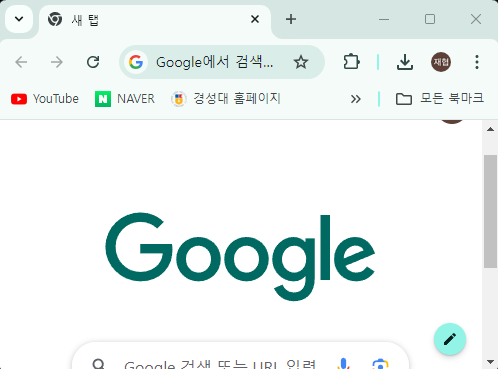 새 탭
Google에서 검색...
재협
YouTube
NAVER
경성대 홈페이지
모든 북마크
Google
Google 검색 또는 URL 입력